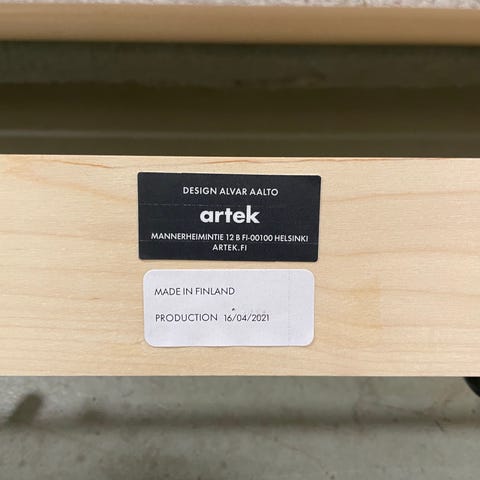 DESIGN ALVAR AALTO
artek
MANNERHEIMINTIE 12 B FI-00100 HELSINKI
ARTEK.FI
MADE IN FINLAND
PRODUCTION 16/04/2021